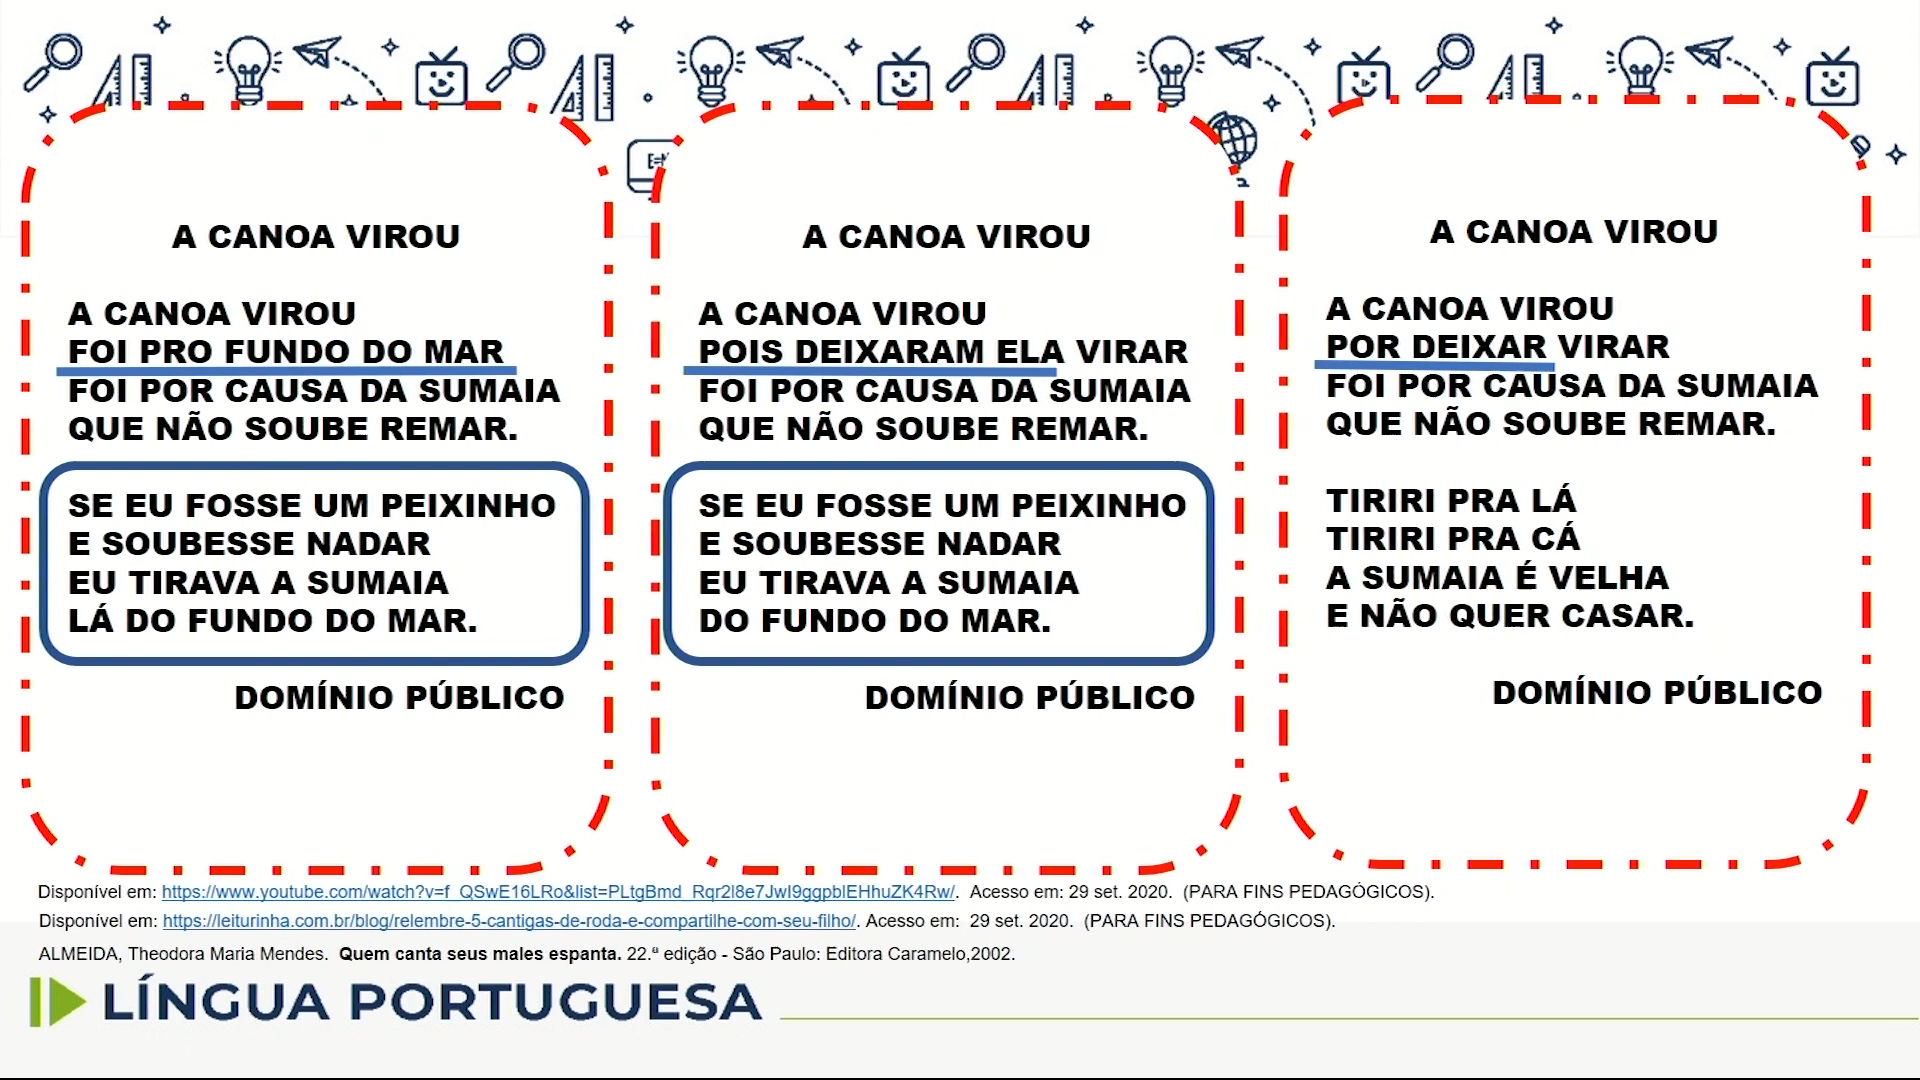 A CANOA VIROU
A CANOA VIROU
FOI PRO FUNDO DO MAR
FOI POR CAUSA DA SUMAIA
QUE NÃO SOUBE REMAR.
SE EU FOSSE UM PEIXINHO
E SOUBESSE NADAR
EU TIRAVA A SUMAIA
LÁ DO FUNDO DO MAR.
DOMÍNIO PÚBLICO
A CANOA VIROU
A CANOA VIROU
POIS DEIXARAM ELA VIRAR
FOI POR CAUSA DA SUMAIA
QUE NÃO SOUBE REMAR.
SE EU FOSSE UM PEIXINHO
E SOUBESSE NADAR
EU TIRAVA A SUMAIA
DO FUNDO DO MAR.
DOMÍNIO PÚBLICO
A CANOA VIROU
A CANOA VIROU
POR DEIXAR VIRAR
FOI POR CAUSA DA SUMAIA
QUE NÃO SOUBE REMAR.
TIRIRI PRA LÁ
TIRIRI PRA CÁ
A SUMAIA É VELHA
E NÃO QUER CASAR.
DOMÍNIO PÚBLICO
Disponível em: https://www.youtube.com/watch?v=f_QSwE16LRo&list=PLtgBmd_Rqr2l8e7JwI9ggpblEHhuZK4Rw/. Acesso em: 29 set. 2020. (PARA FINS PEDAGÓGICOS).
Disponível em: https://leiturinha.com.br/blog/relembre-5-cantigas-de-roda-e-compartilhe-com-seu-filho/. Acesso em: 29 set. 2020. (PARA FINS PEDAGÓGICOS).
ALMEIDA, Theodora Maria Mendes. Quem canta seus males espanta. 22.ª edição - São Paulo: Editora Caramelo,2002.
LÍNGUA PORTUGUESA